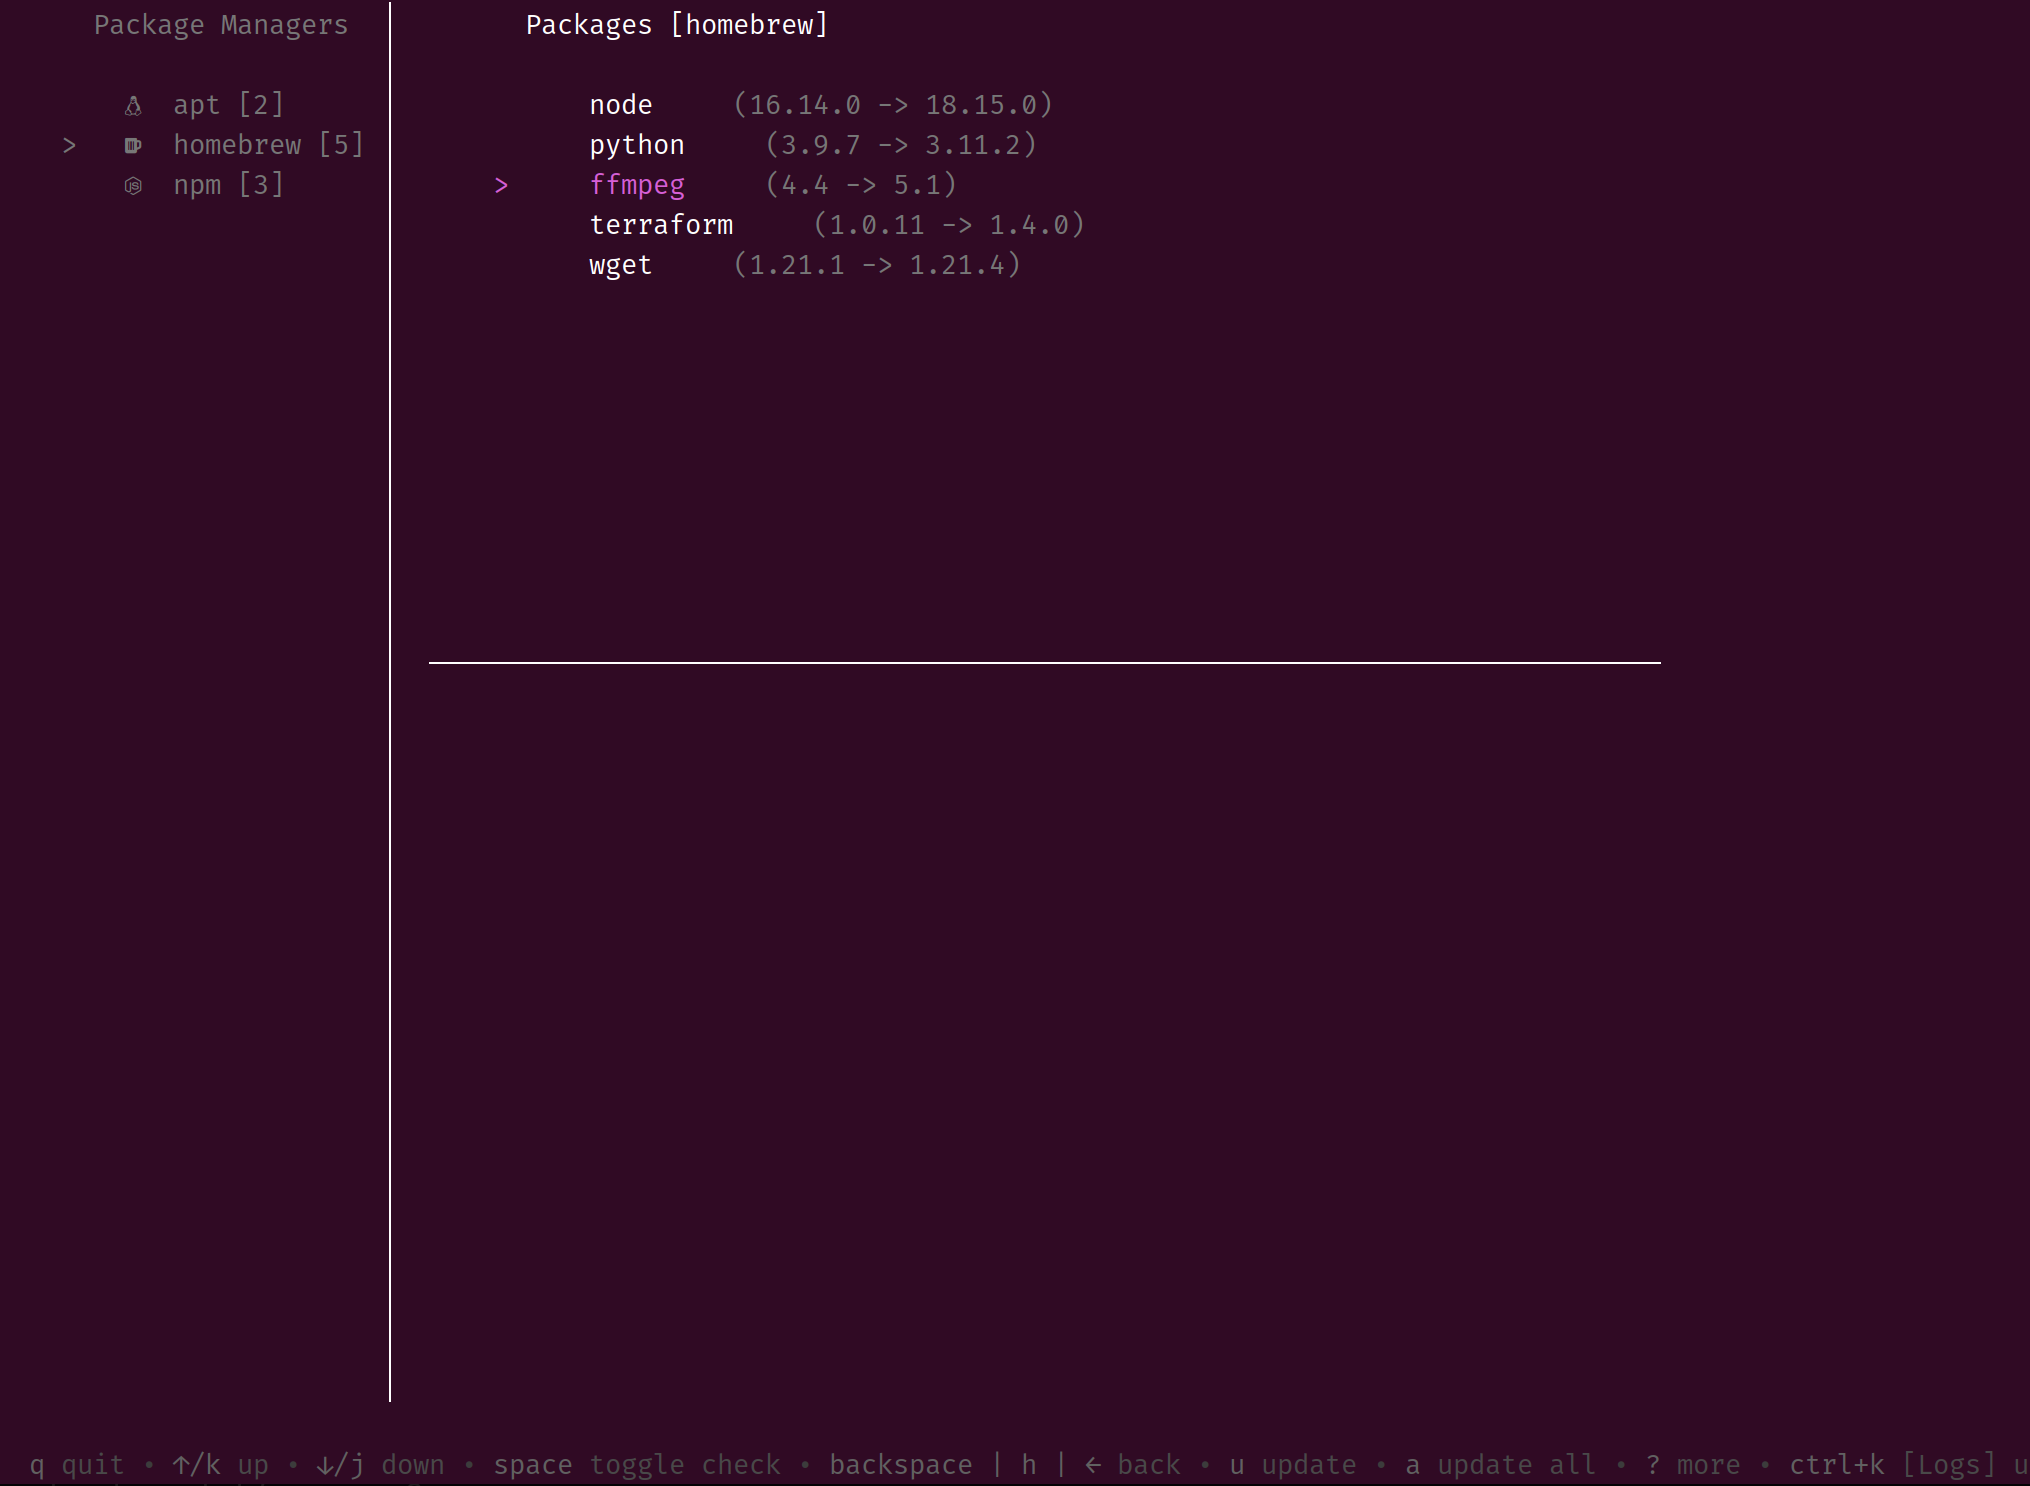 Package Managers
apt [2]
> homebrew [5]
npm [3]
Packages [homebrew]
node (16.14.0 -> 18.15.0)
python (3.9.7 -> 3.11.2)
> ffmpeg (4.4 -> 5.1)
terraform (1.0.11 -> 1.4.0)
wget (1.21.1 -> 1.21.4)
q quit • ↑/k up • ↓/j down • space toggle check • backspace | h | ← back • u update • a update all • ? more • ctrl+k [Logs] u